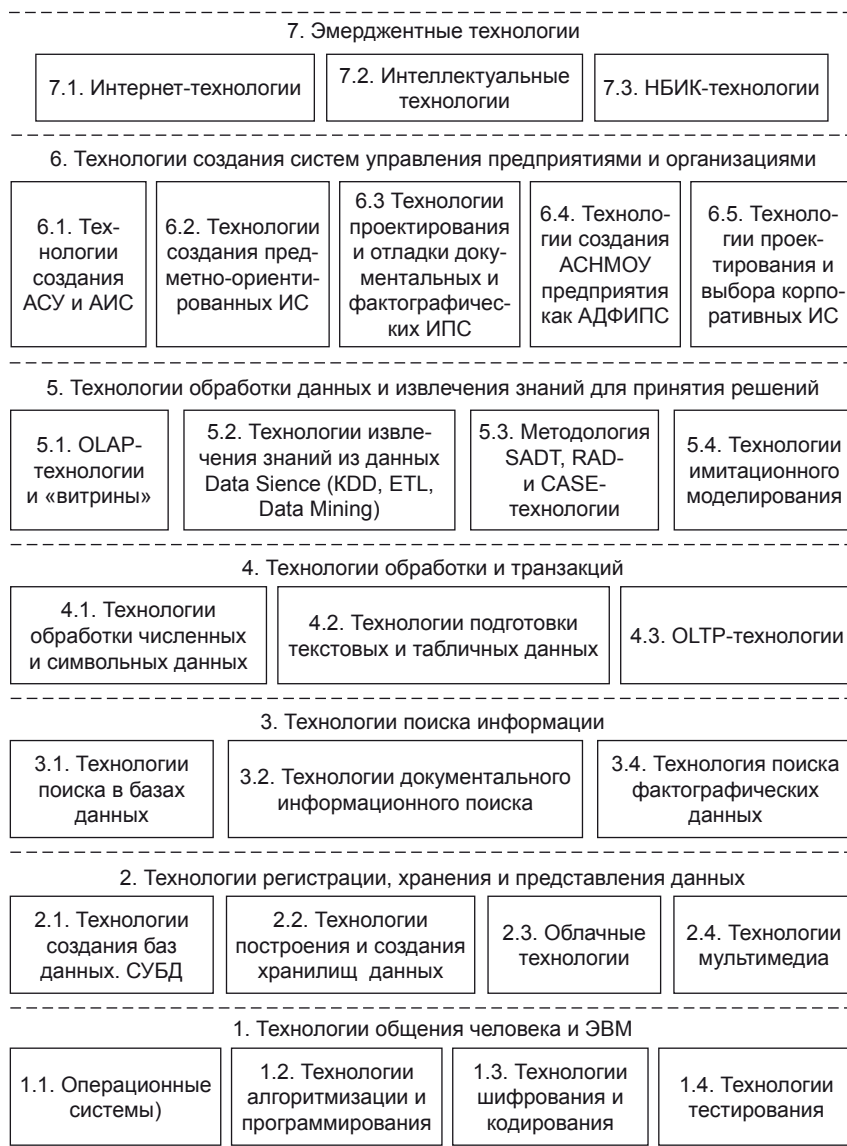 7. Эмерджентные технологии
7.1. Интернет-технологии
7.2. Интеллектуальные
технологии
7.3. НБИК-технологии
6. Технологии создания систем управления предприятиями и организациями
6.1. Тех-
нологии
создания
АСУ и АИС
6.2. Технологии
создания пред-
метно-ориенти-
рованных ИС
6.3 Технологии
проектирования
и отладки доку-
ментальных и
фактографичес-
ких ИПС
6.4. Техноло-
гии создания
АСНМОУ
предприятия
как АДФИПС
6.5. Техноло-
гии проек-
тирования и
выбора корпо-
ративных ИС
5. Технологии обработки данных и извлечения знаний для принятия решений
5.1. OLAP-
технологии
и «витрины»
5.2. Технологии извле-
чения знаний из данных
Data Sience (KDD, ETL,
Data Mining)
5.3. Методология
SADT, RAD-
и CASE-
технологии
5.4. Технологии
имитационного
моделирования
4. Технологии обработки и транзакций
4.1. Технологии
обработки численных
и символьных данных
4.2. Технологии подготовки
текстовых и табличных данных
4.3. OLTP-технологии
3. Технологии поиска информации
3.1. Технологии
поиска в базах
данных
3.2. Технологии документального
информационного поиска
3.4. Технология поиска
фактографических
данных
2. Технологии регистрации, хранения и представления данных
2.1. Технологии
создания баз
данных. СУБД
2.2. Технологии
построения и создания
хранилищ данных
2.3. Облачные
технологии
2.4. Технологии
мультимедиа
1. Технологии общения человека и ЭВМ
1.1. Операционные
системы)
1.2. Технологии
алгоритмизации и
программирования
1.3. Технологии
шифрования и
кодирования
1.4. Технологии
тестирования